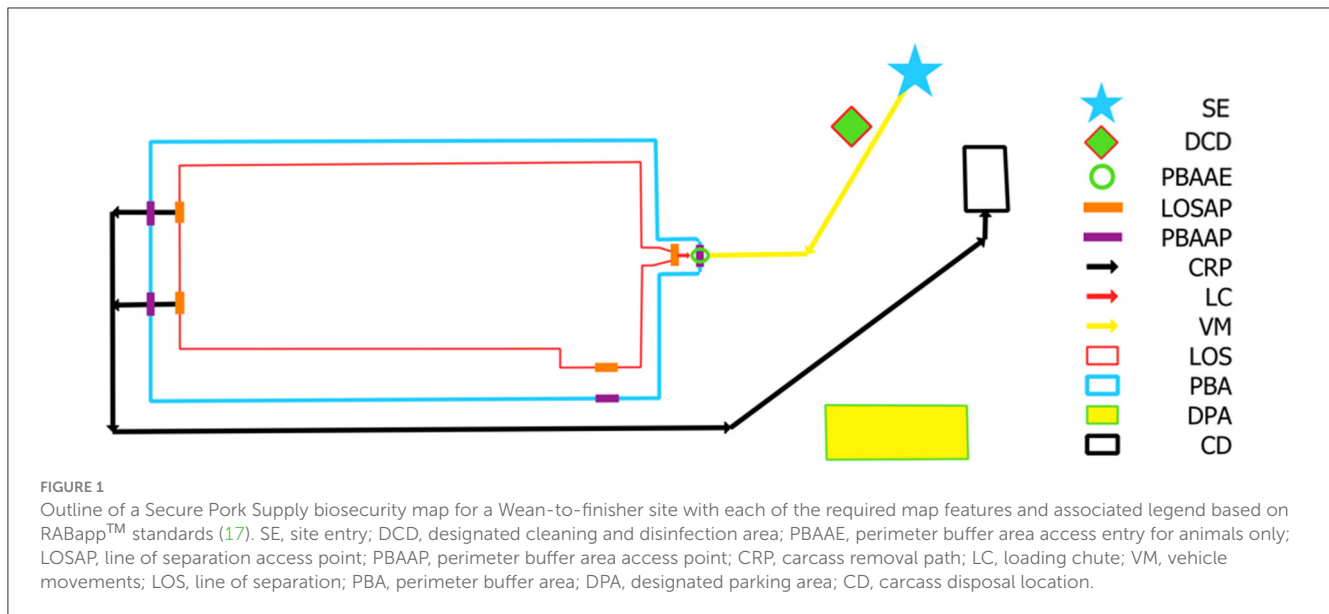 SE
DCD
PBAAE
LOSAP
PBAAP
CRP
LC
VM
LOS
PBA
DPA
CD
FIGURE 1
Outline of a Secure Pork Supply biosecurity map for a Wean-to-finisher site with each of the required map features and associated legend based on
RABapp™ standards (17). SE, site entry; DCD, designated cleaning and disinfection area; PBAAE, perimeter buffer area access entry for animals only;
LOSAP, line of separation access point; PBAAP, perimeter buffer area access point; CRP, carcass removal path; LC, loading chute; VM, vehicle
movements; LOS, line of separation; PBA, perimeter buffer area; DPA, designated parking area; CD, carcass disposal location.